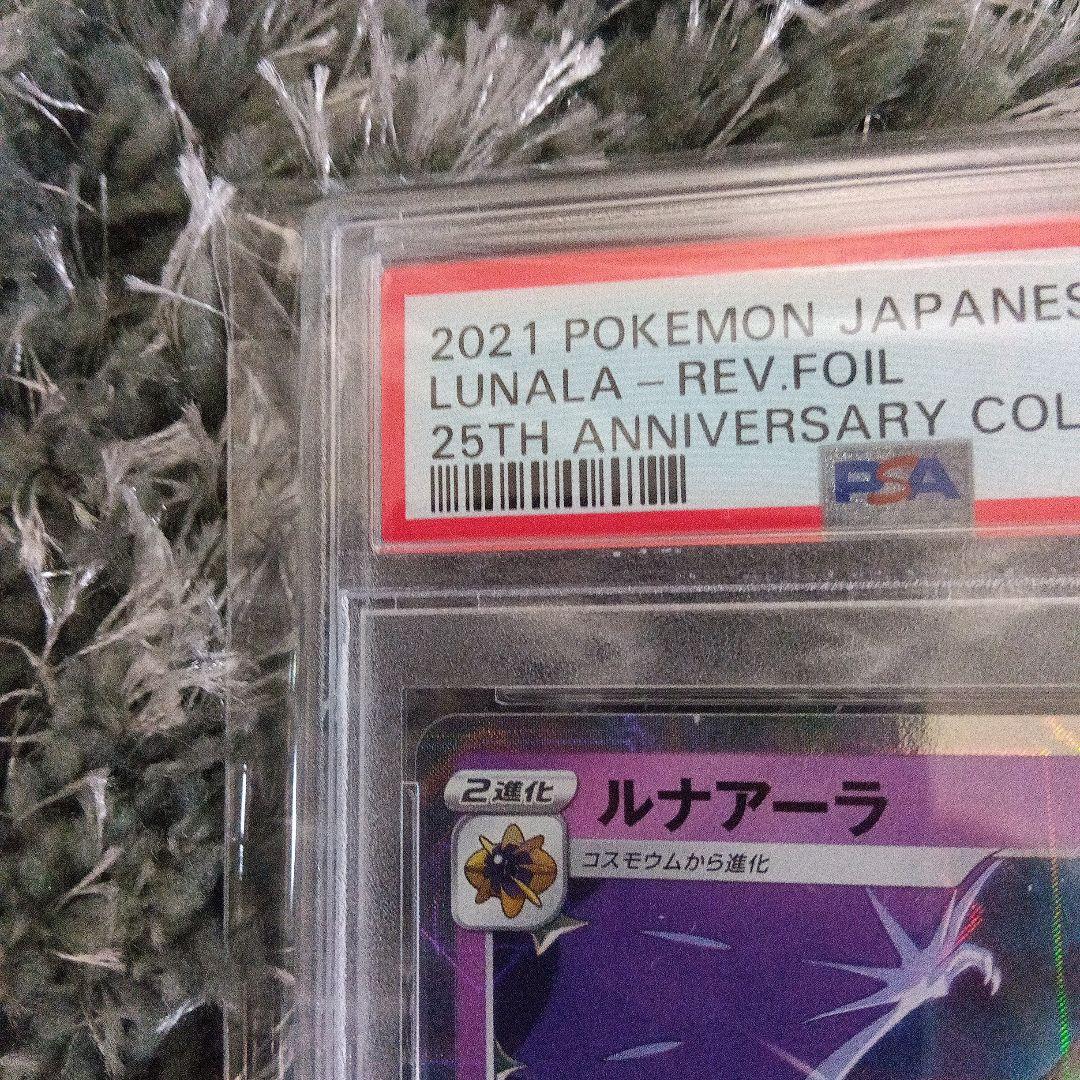 2021 POKEMON JAPANES
LUNALA - REV.FOIL
25TH ANNIVERSARY COL
PSA
2進化
ルナアーラ
コスモウムから進化